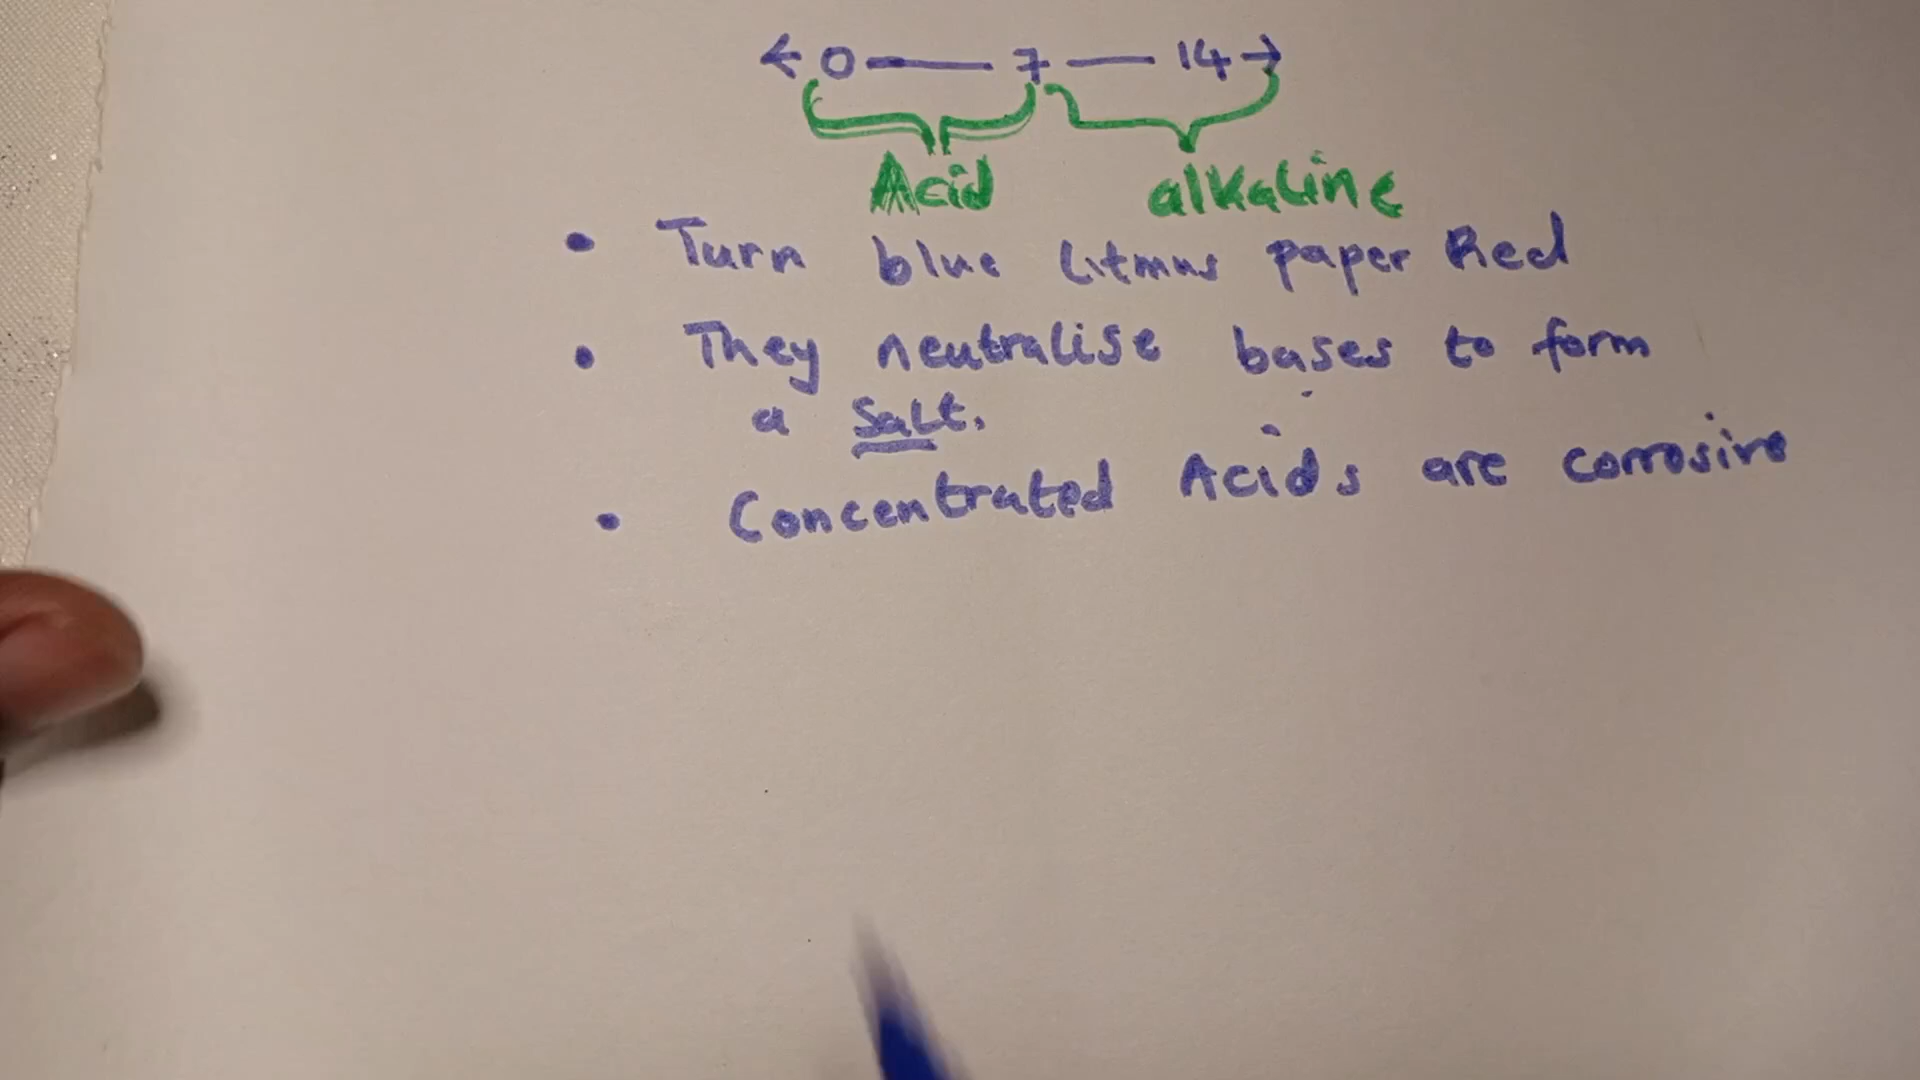 ← 0 — 7 — 14 →
Acid alkaline
• Turn blue litmus paper Red
• They neutralise bases to form
a Salt.
• Concentrated Acids are corrosive